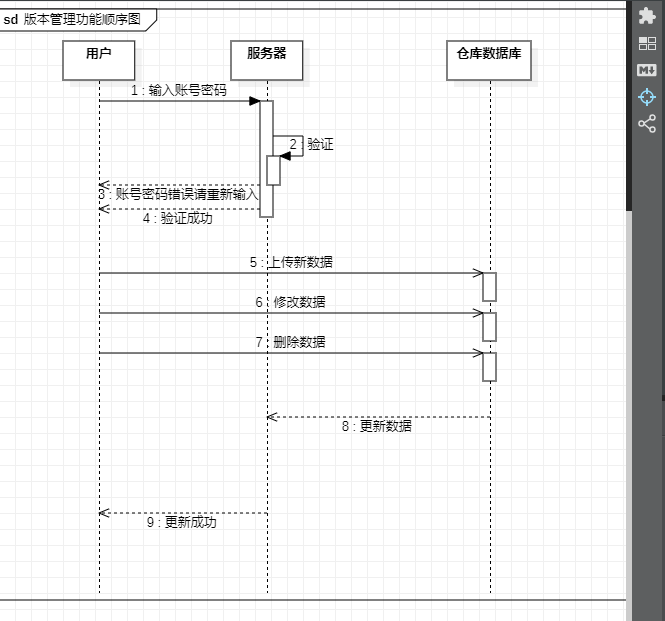 sd 版本管理功能顺序图
用户
服务器
仓库数据库
1 : 输入账号密码
2 : 验证
3 : 账号密码错误请重新输入
4 : 验证成功
5 : 上传新数据
6 : 修改数据
7 : 删除数据
8 : 更新数据
9 : 更新成功
M